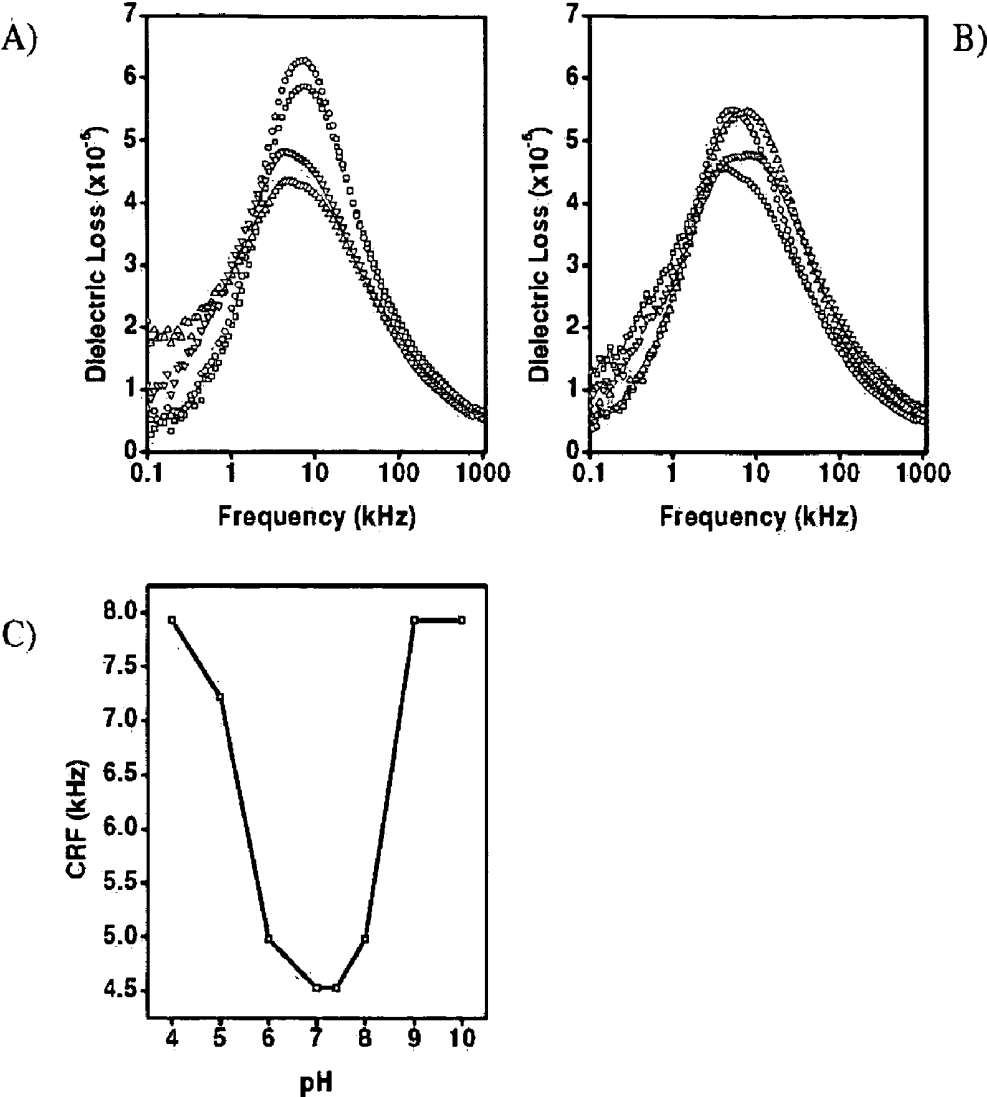 A)
B)
Dielectric Loss (x10⁻⁵)
7
6
5
4
3
2
1
0
0.1 1 10 100 1000
Frequency (kHz)
Dielectric Loss (x10⁻⁵)
7
6
5
4
3
2
1
0
0.1 1 10 100 1000
Frequency (kHz)
C)
CRF (kHz)
8.0
7.5
7.0
6.5
6.0
5.5
5.0
4.5
4 5 6 7 8 9 10
pH